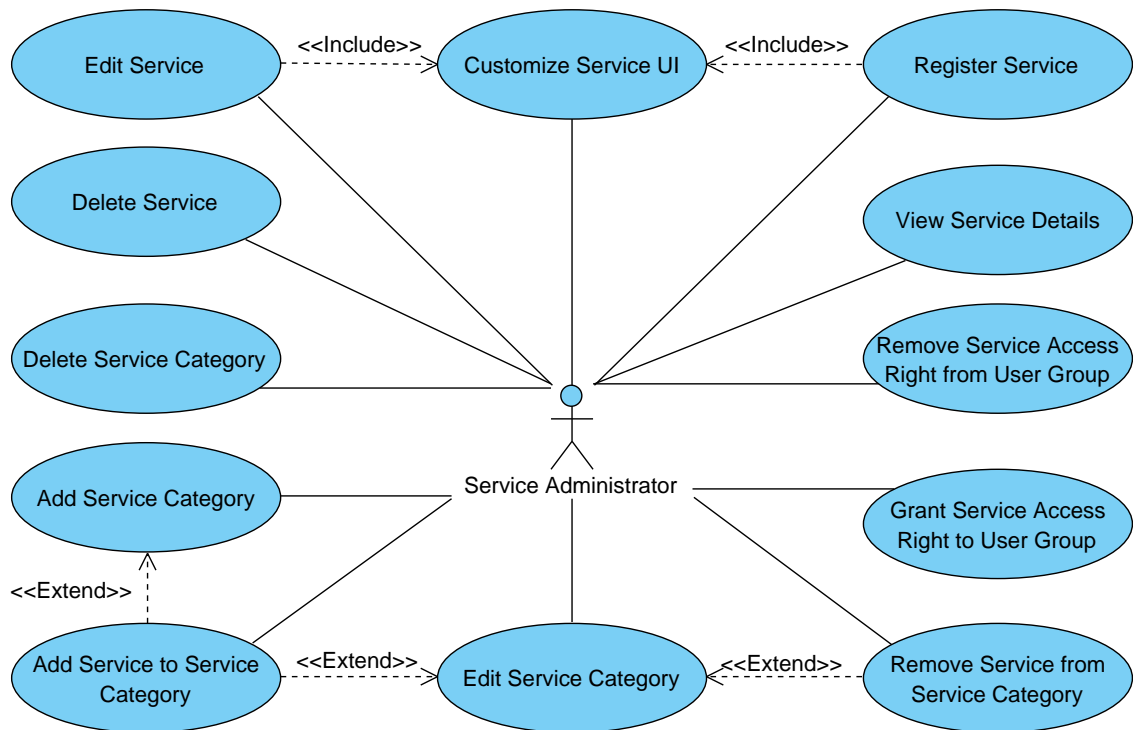 Edit Service
<<Include>>
Customize Service UI
<<Include>>
Register Service
Delete Service
View Service Details
Delete Service Category
Remove Service Access
Right from User Group
Service Administrator
Add Service Category
Grant Service Access
Right to User Group
<<Extend>>
Add Service to Service
Category
<<Extend>>
Edit Service Category
<<Extend>>
Remove Service from
Service Category